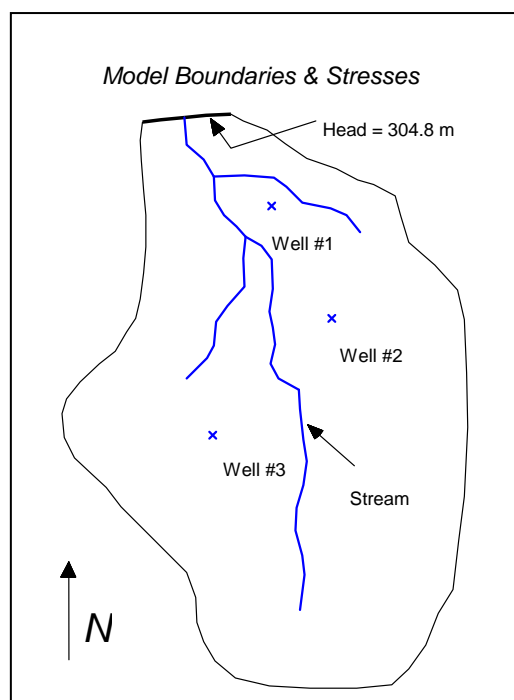 Model Boundaries & Stresses
Head = 304.8 m
Well #1
Well #2
Well #3
Stream
N